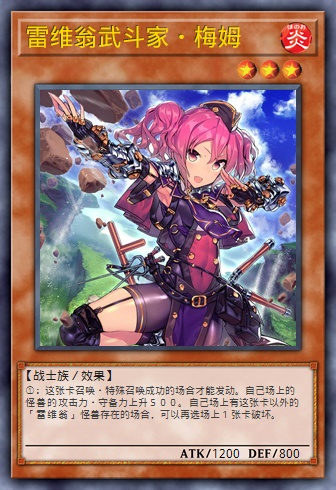 雷维翁武斗家・梅姆
炎
ほのお
【战士族／效果】
①：这张卡召唤・特殊召唤成功的场合才能发动。自己场上的
怪兽的攻击力・守备力上升５００。自己场上有这张卡以外的
「雷维翁」怪兽存在的场合，可以再选场上１张卡破坏。
ATK/1200 DEF/800